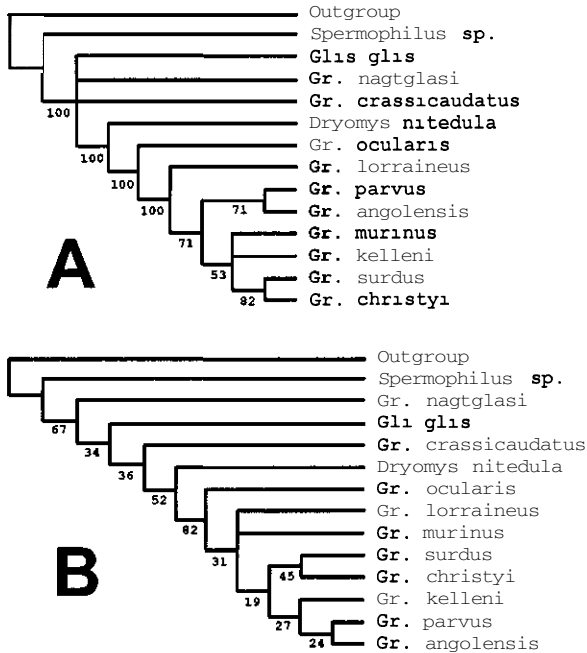 Outgroup
Spermophilus sp.
Glıs glıs
Gr. nagtglasi
Gr. crassıcaudatus
100
Dryomys nıtedula
100
Gr. ocularıs
100
Gr. lorraineus
100
Gr. parvus
71
Gr. angolensis
71
Gr. murınus
Gr. kelleni
53
Gr. surdus
82
Gr. chrıstyı
A
Outgroup
Spermophilus sp.
Gr. nagtglasi
67
Glı glıs
34
Gr. crassicaudatus
36
Dryomys nitedula
52
Gr. ocularis
82
Gr. lorraineus
Gr. murinus
31
Gr. surdus
45
Gr. christyi
19
Gr. kelleni
27
Gr. parvus
24
Gr. angolensis
B